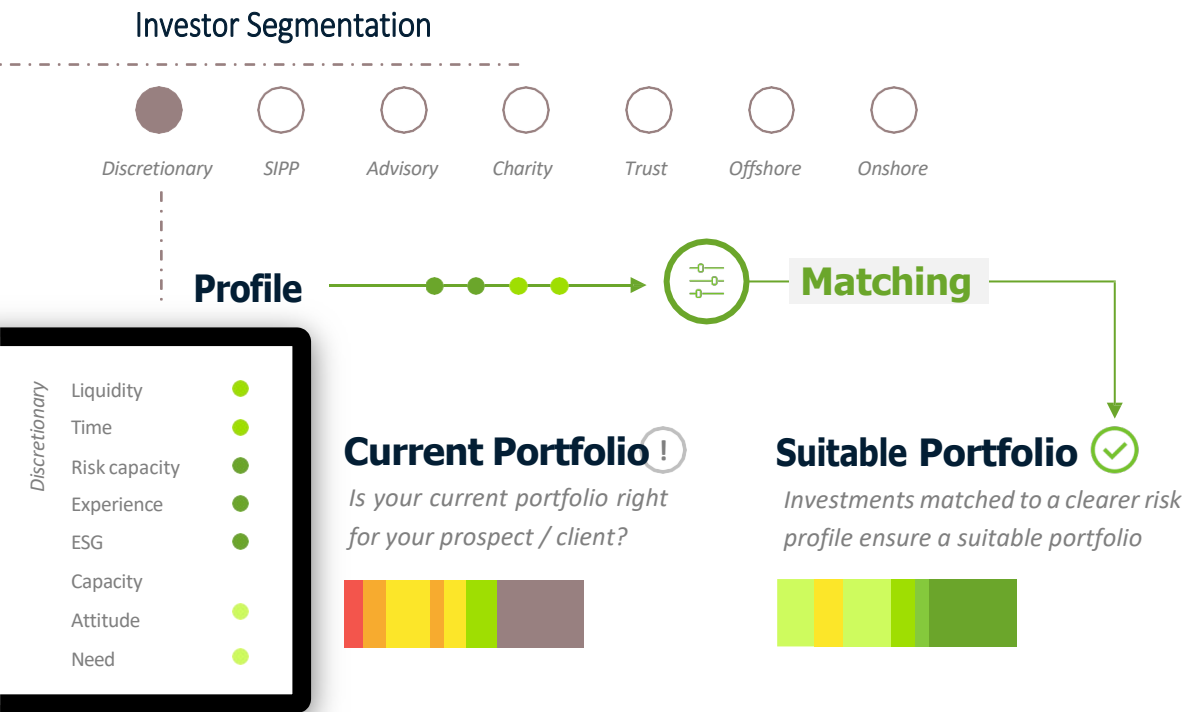 Investor Segmentation
Discretionary
SIPP
Advisory
Charity
Trust
Offshore
Onshore
Profile
Matching
Discretionary
Liquidity
Time
Risk capacity
Experience
ESG
Capacity
Attitude
Need
Current Portfolio !
Is your current portfolio right
for your prospect / client?
Suitable Portfolio
Investments matched to a clearer risk
profile ensure a suitable portfolio